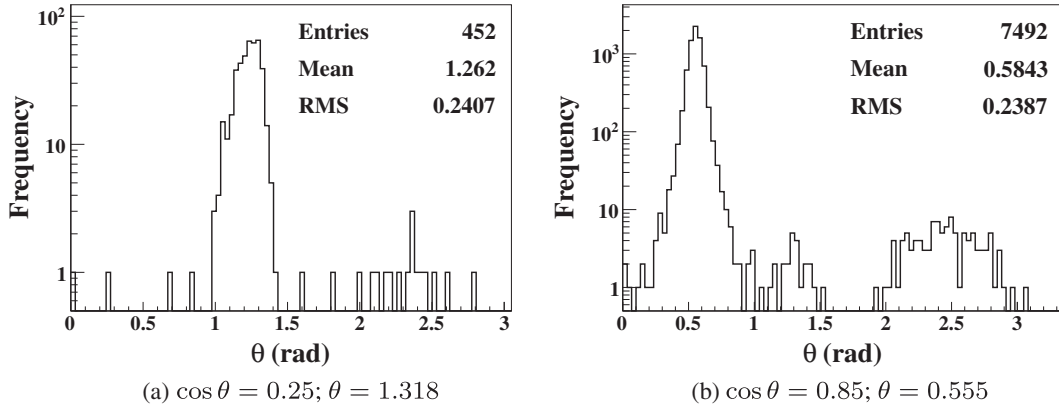 Entries 452
Mean 1.262
RMS 0.2407
Frequency
10²
10
1
0 0.5 1 1.5 2 2.5 3
θ (rad)
(a) cos θ = 0.25; θ = 1.318
Entries 7492
Mean 0.5843
RMS 0.2387
Frequency
10³
10²
10
1
0 0.5 1 1.5 2 2.5 3
θ (rad)
(b) cos θ = 0.85; θ = 0.555